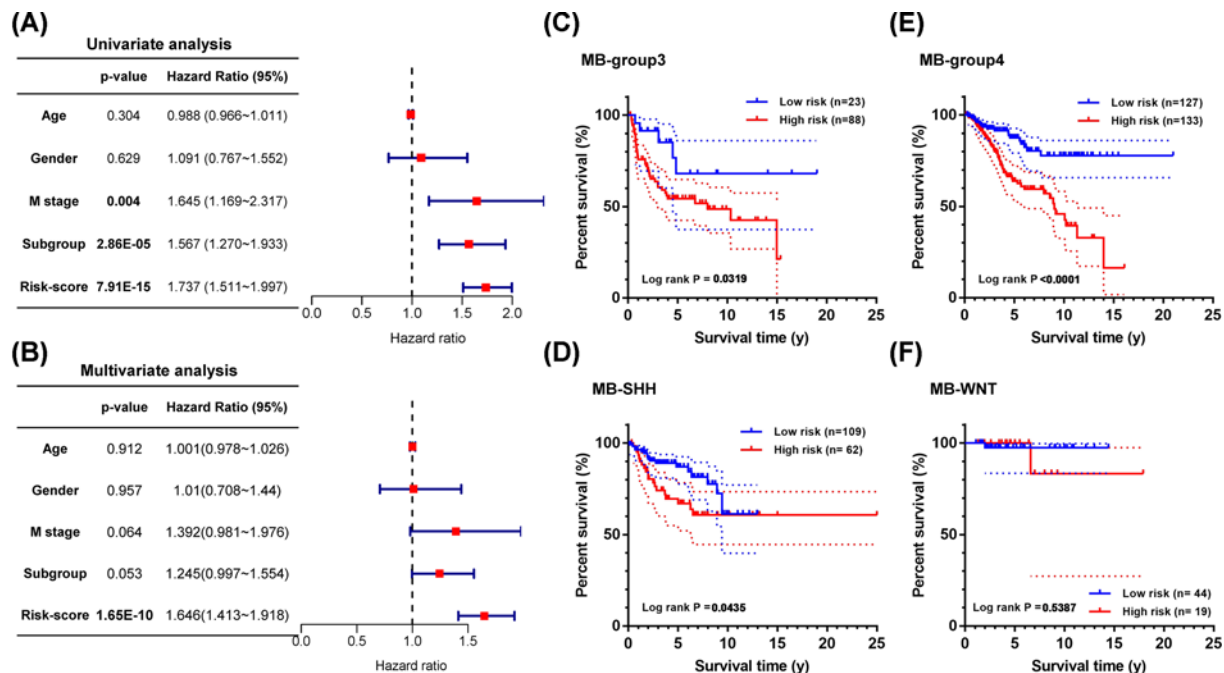 (A)
Univariate analysis
p-value Hazard Ratio (95%)
Age 0.304 0.988 (0.966~1.011)
Gender 0.629 1.091 (0.767~1.552)
M stage 0.004 1.645 (1.169~2.317)
Subgroup 2.86E-05 1.567 (1.270~1.933)
Risk-score 7.91E-15 1.737 (1.511~1.997)
0.0 0.5 1.0 1.5 2.0
Hazard ratio
(B)
Multivariate analysis
p-value Hazard Ratio (95%)
Age 0.912 1.001(0.978~1.026)
Gender 0.957 1.01(0.708~1.44)
M stage 0.064 1.392(0.981~1.976)
Subgroup 0.053 1.245(0.997~1.554)
Risk-score 1.65E-10 1.646(1.413~1.918)
0.0 0.5 1.0 1.5
Hazard ratio
(C)
MB-group3
Percent survival (%)
100
50
0
Low risk (n=23)
High risk (n=88)
Log rank P = 0.0319
0 5 10 15 20 25
Survival time (y)
(D)
MB-SHH
Percent survival (%)
100
50
0
Low risk (n=109)
High risk (n= 62)
Log rank P = 0.0435
0 5 10 15 20 25
Survival time (y)
(E)
MB-group4
Percent survival (%)
100
50
0
Low risk (n=127)
High risk (n=133)
Log rank P <0.0001
0 5 10 15 20 25
Survival time (y)
(F)
MB-WNT
Percent survival (%)
100
50
0
Low risk (n= 44)
High risk (n= 19)
Log rank P = 0.5387
0 5 10 15 20 25
Survival time (y)